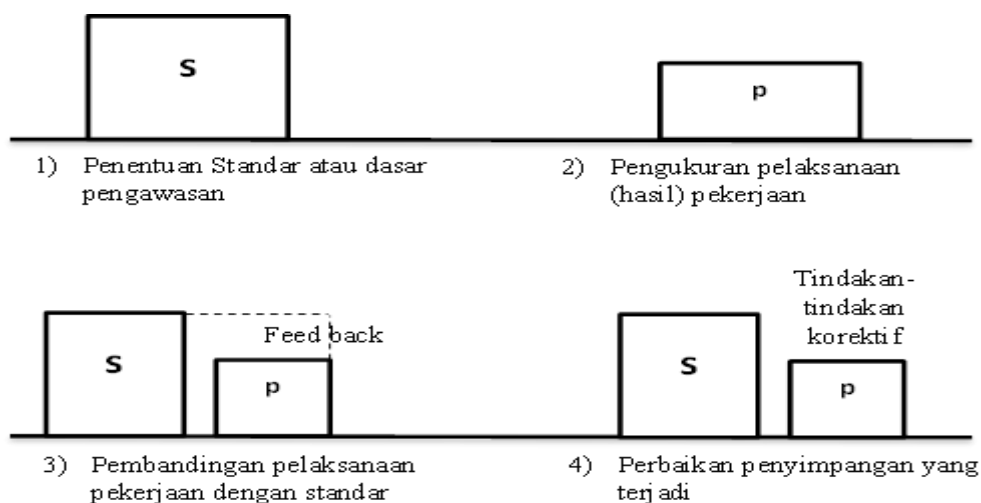 S
p
1) Penentuan Standar atau dasar
pengawasan
2) Pengukuran pelaksanaan
(hasil) pekerjaan
S
Feed back
p
3) Pembandingan pelaksanaan
pekerjaan dengan standar
Tindakan-
tindakan
korektif
S
p
4) Perbaikan penyimpangan yang
terjadi